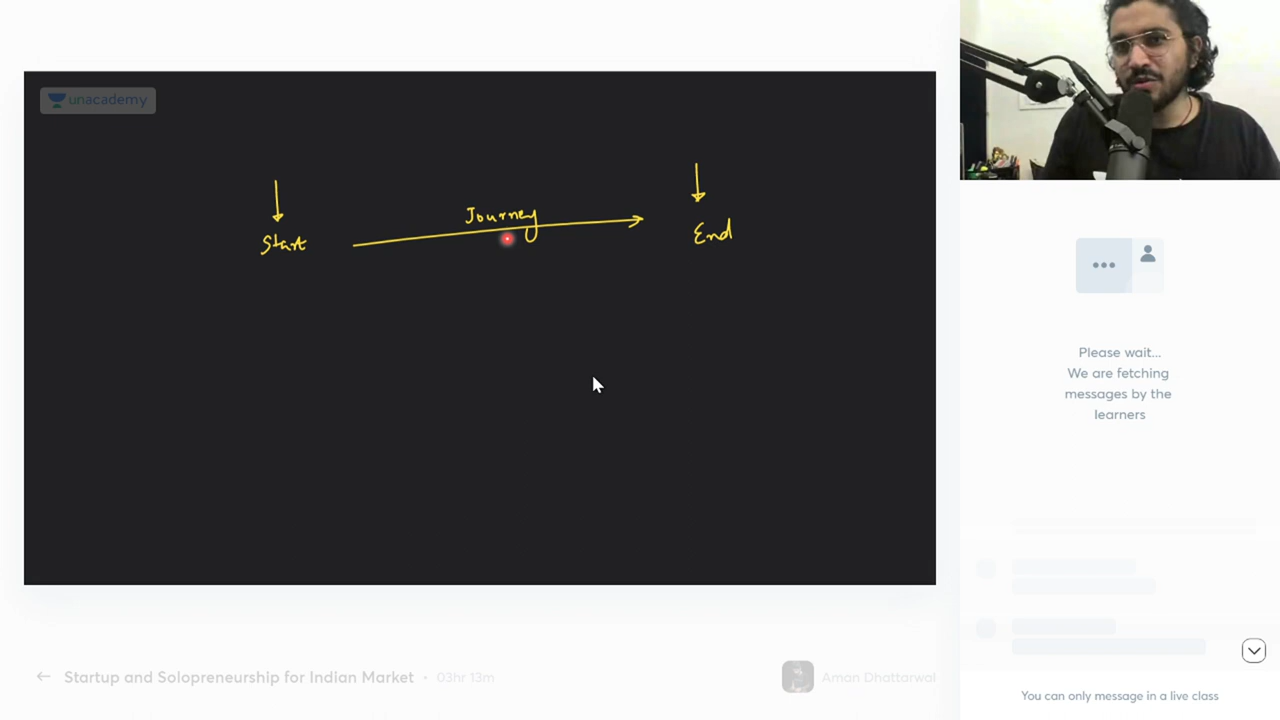 unacademy
Journey
Start
End
Please wait...
We are fetching
messages by the
learners
Startup and Solopreneurship for Indian Market • 03hr 13m
Aman Dhattarwal
You can only message in a live class